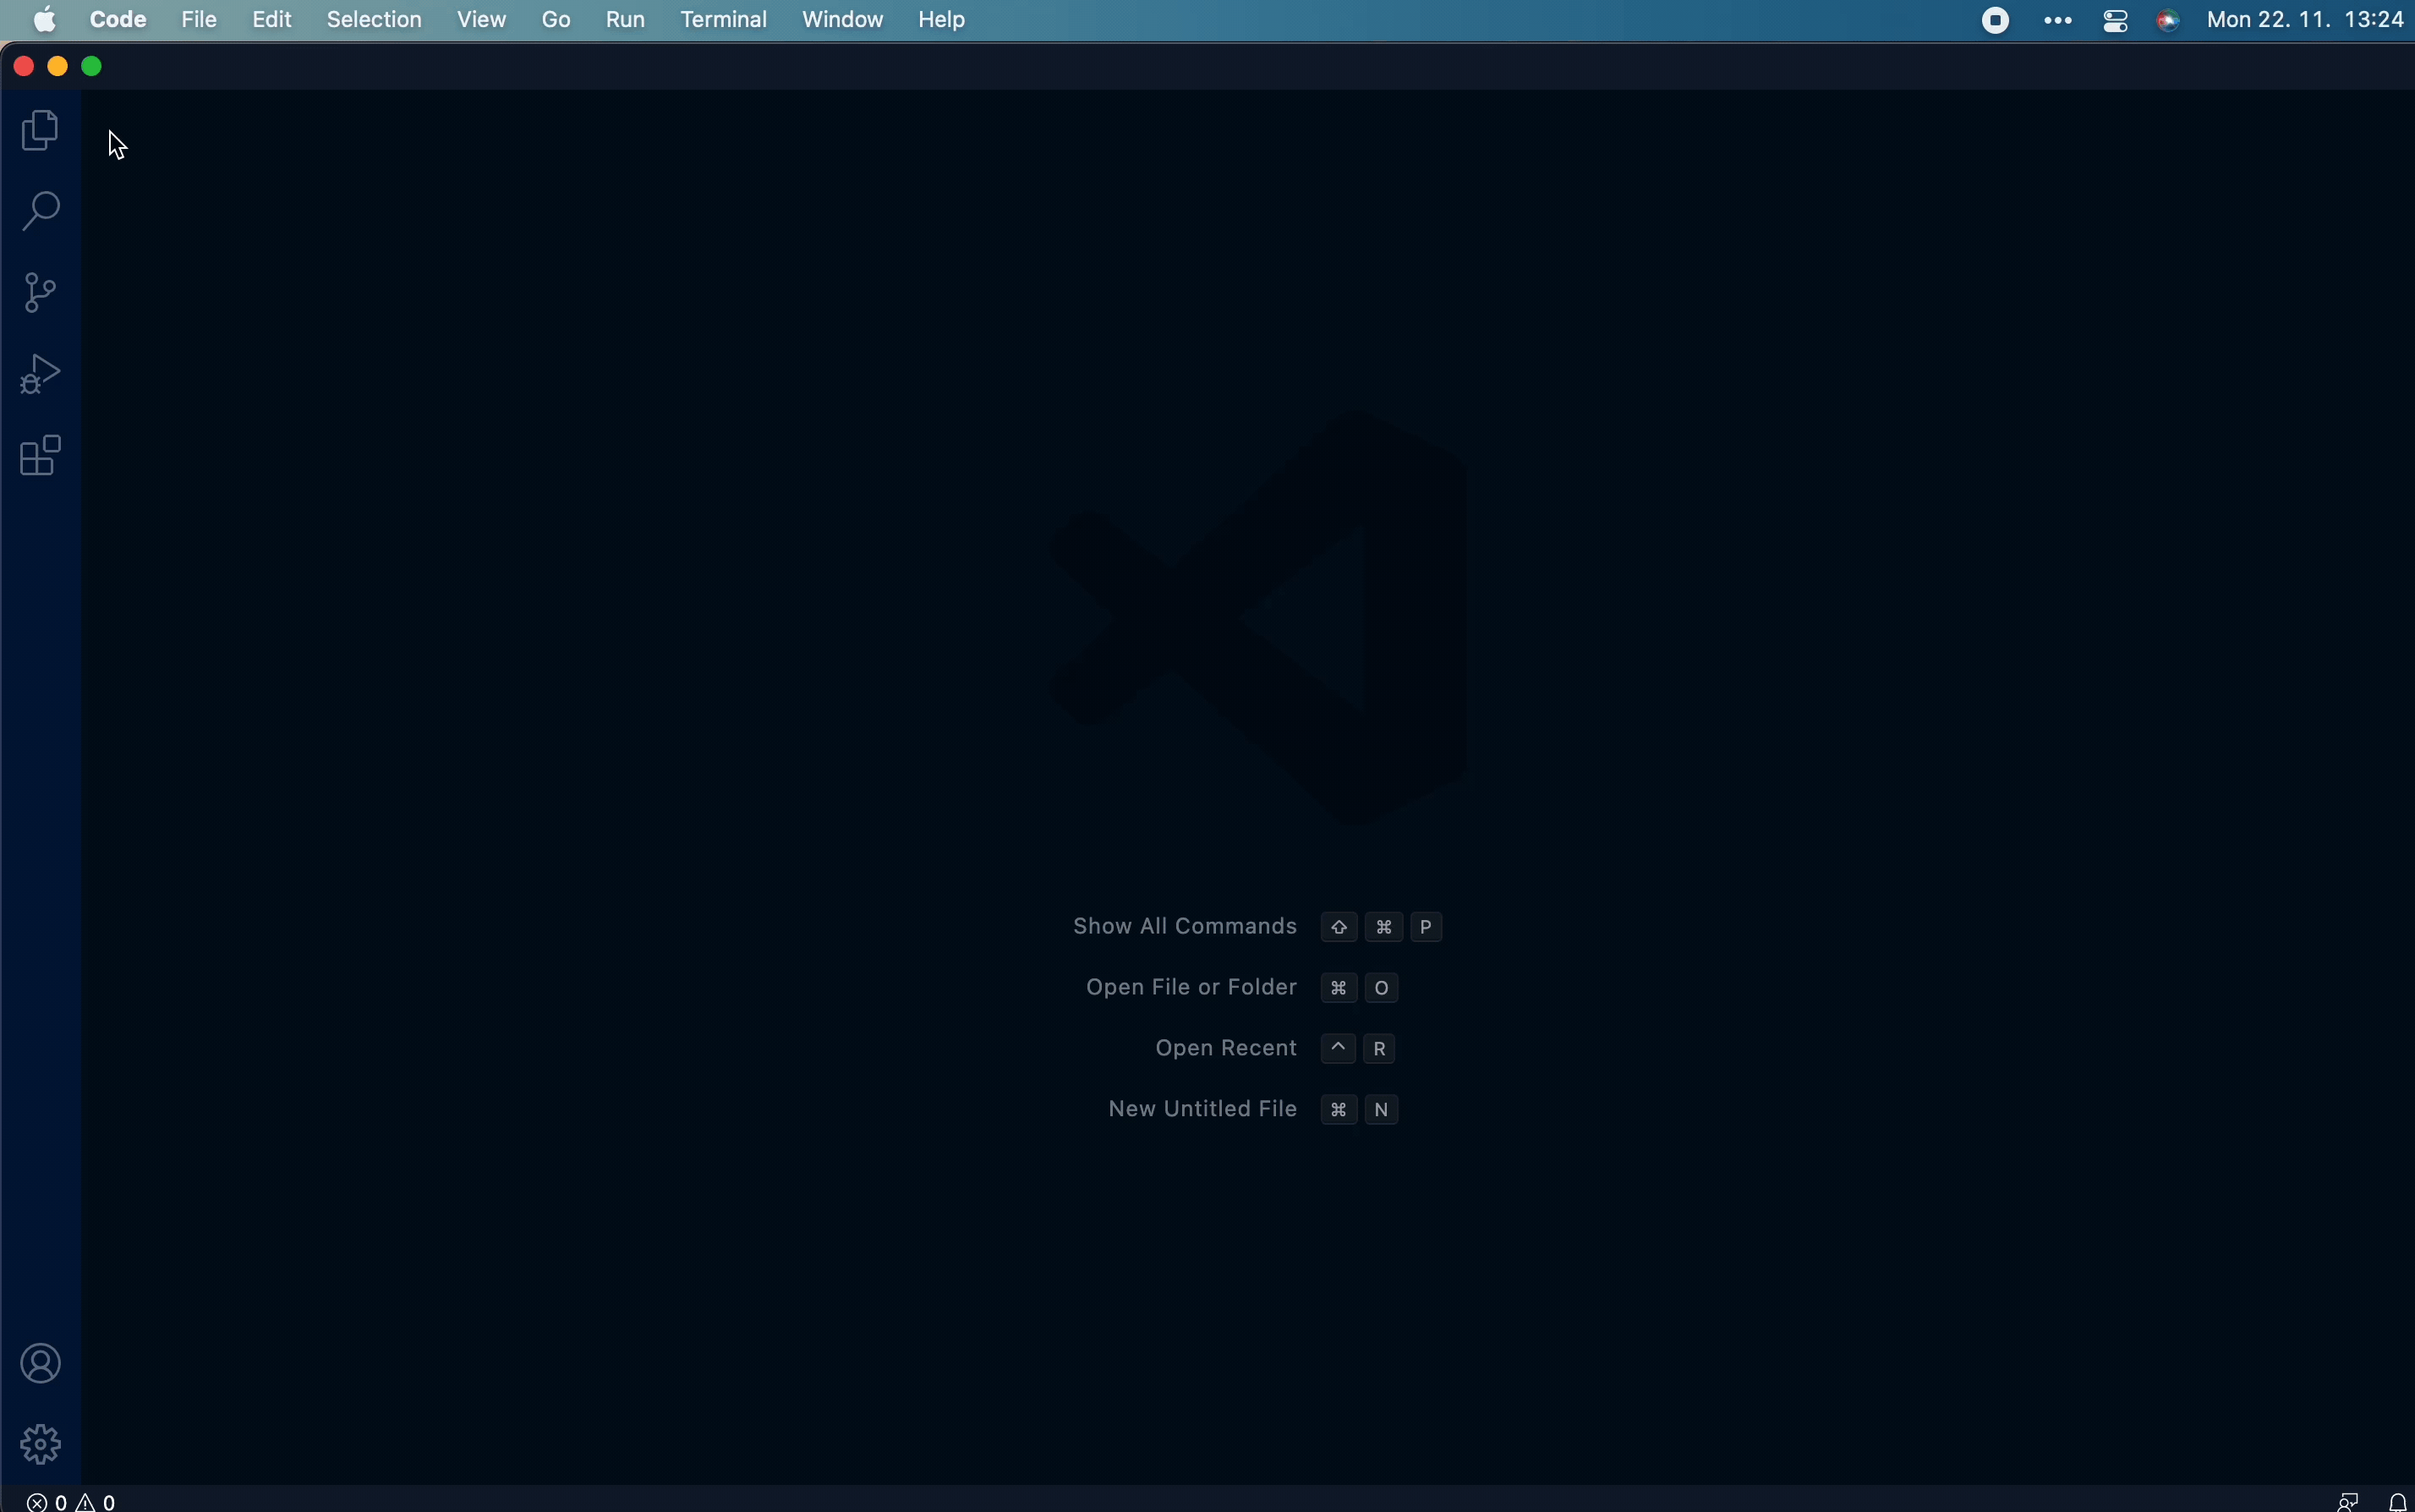 Code File Edit Selection View Go Run Terminal Window Help Mon 22. 11. 13:24
Show All Commands ⇧ ⌘ P
Open File or Folder ⌘ O
Open Recent ^ R
New Untitled File ⌘ N
0 0